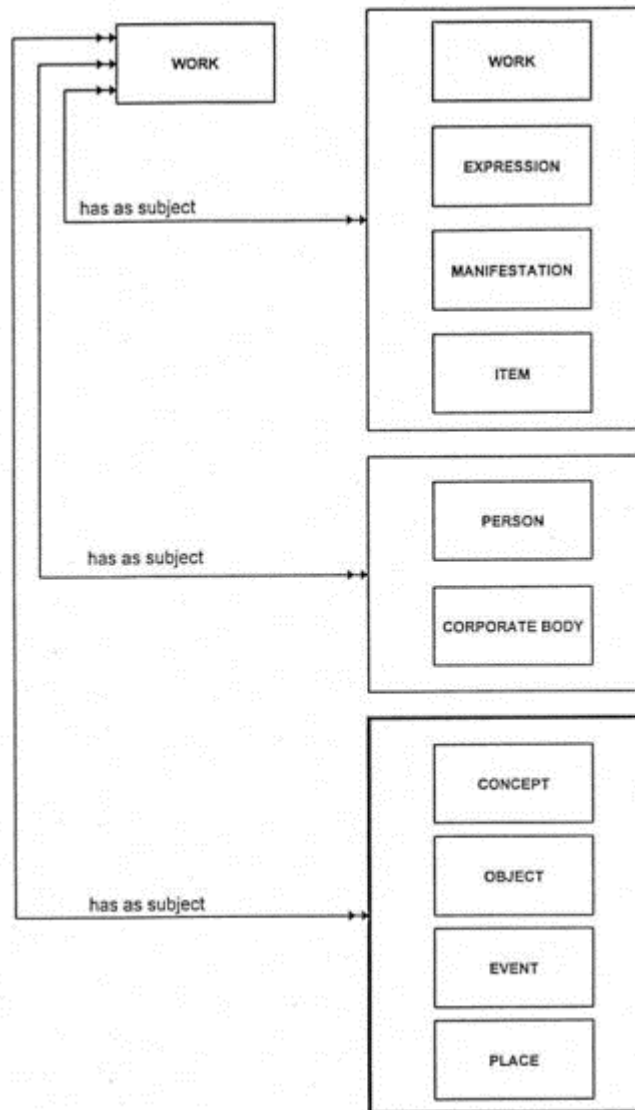 WORK
WORK
EXPRESSION
has as subject
MANIFESTATION
ITEM
PERSON
has as subject
CORPORATE BODY
CONCEPT
OBJECT
has as subject
EVENT
PLACE